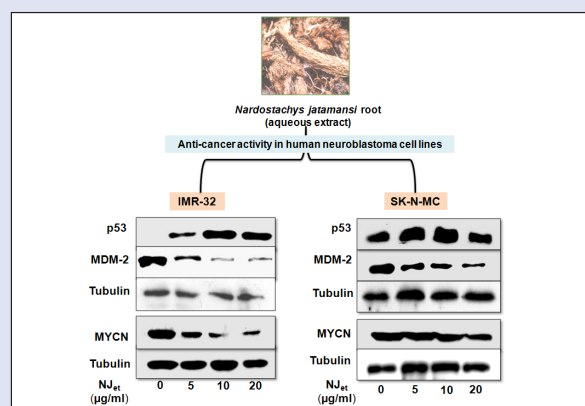 Nardostachys jatamansi root
(aqueous extract)
Anti-cancer activity in human neuroblastoma cell lines
IMR-32
p53
MDM-2
Tubulin
MYCN
Tubulin
NJet 0 5 10 20
(µg/ml)
SK-N-MC
p53
MDM-2
Tubulin
MYCN
Tubulin
NJet 0 5 10 20
(µg/ml)